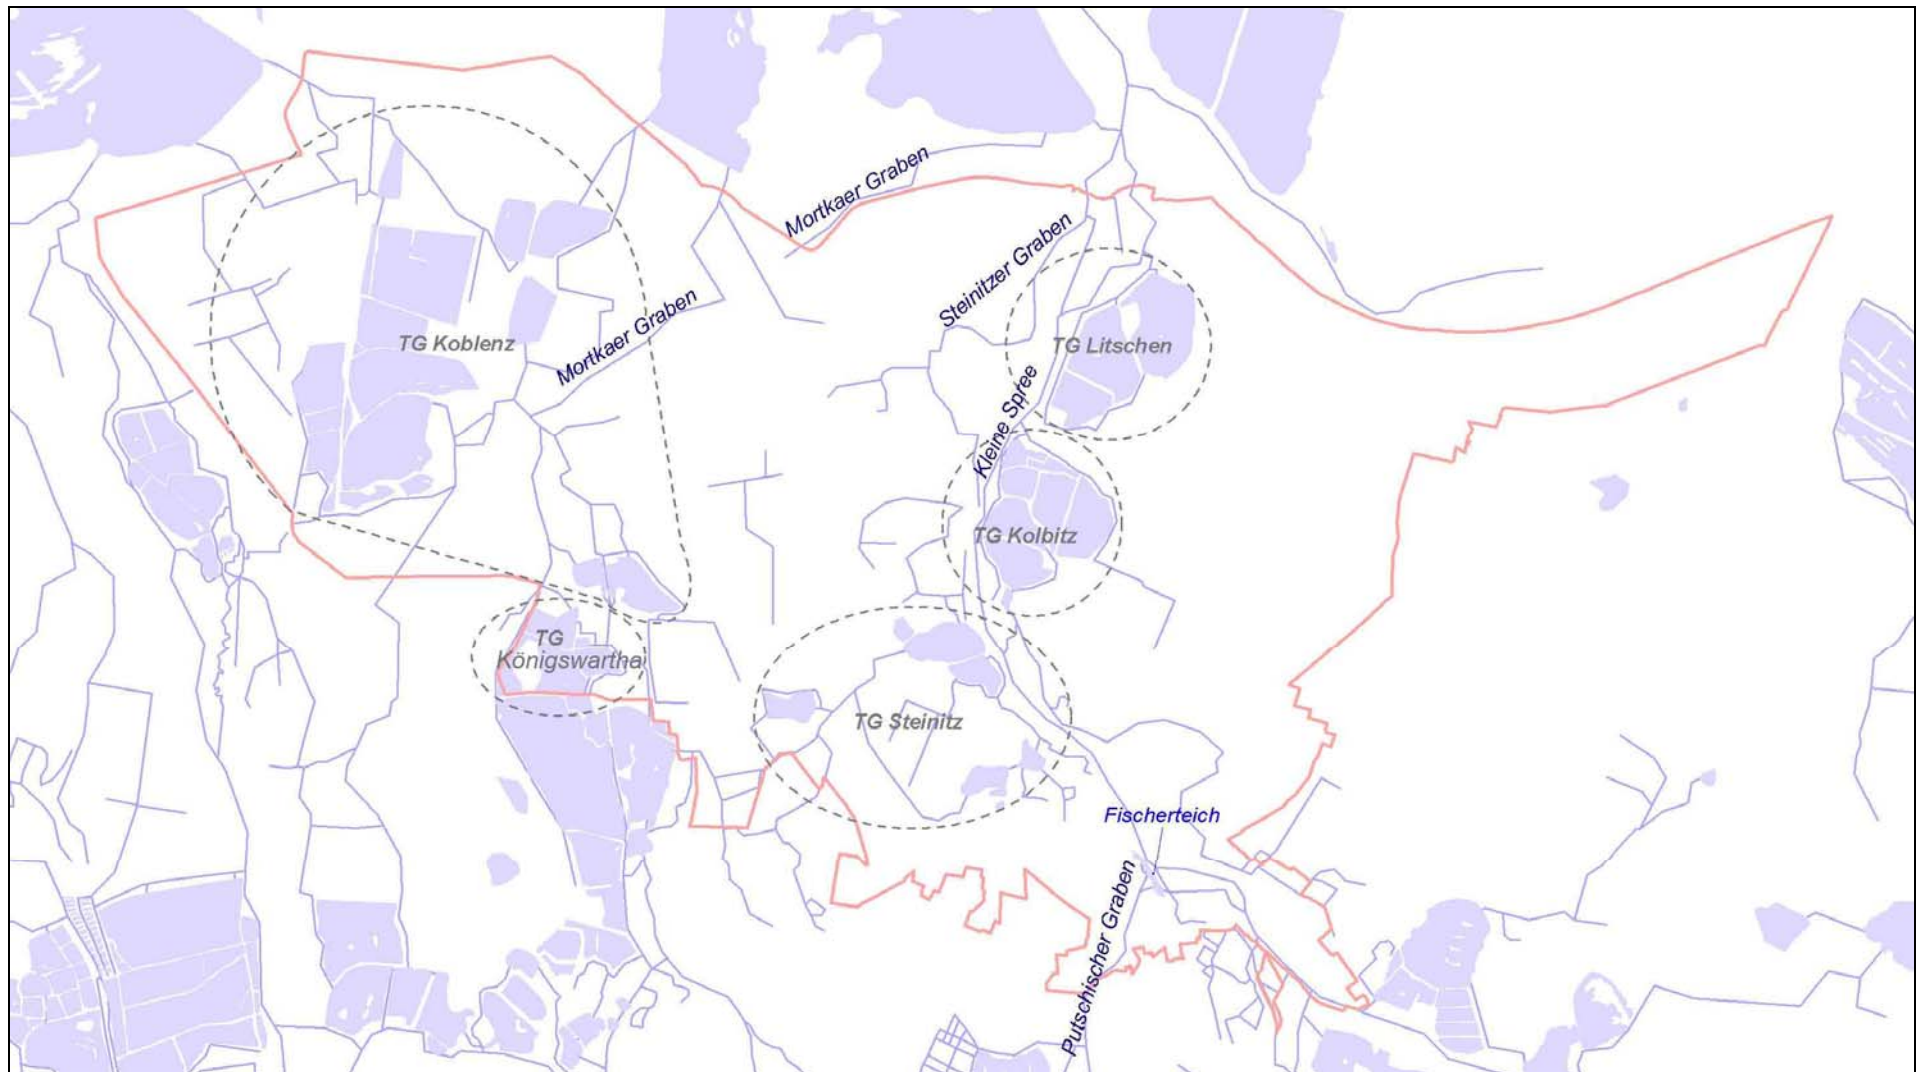 Mortkaer Graben
Steinitzer Graben
Mortkaer Graben
TG Koblenz
TG Litschen
Kleine Spree
TG Kolbitz
TG
Königswartha
TG Steinitz
Fischerteich
Putschischer Graben